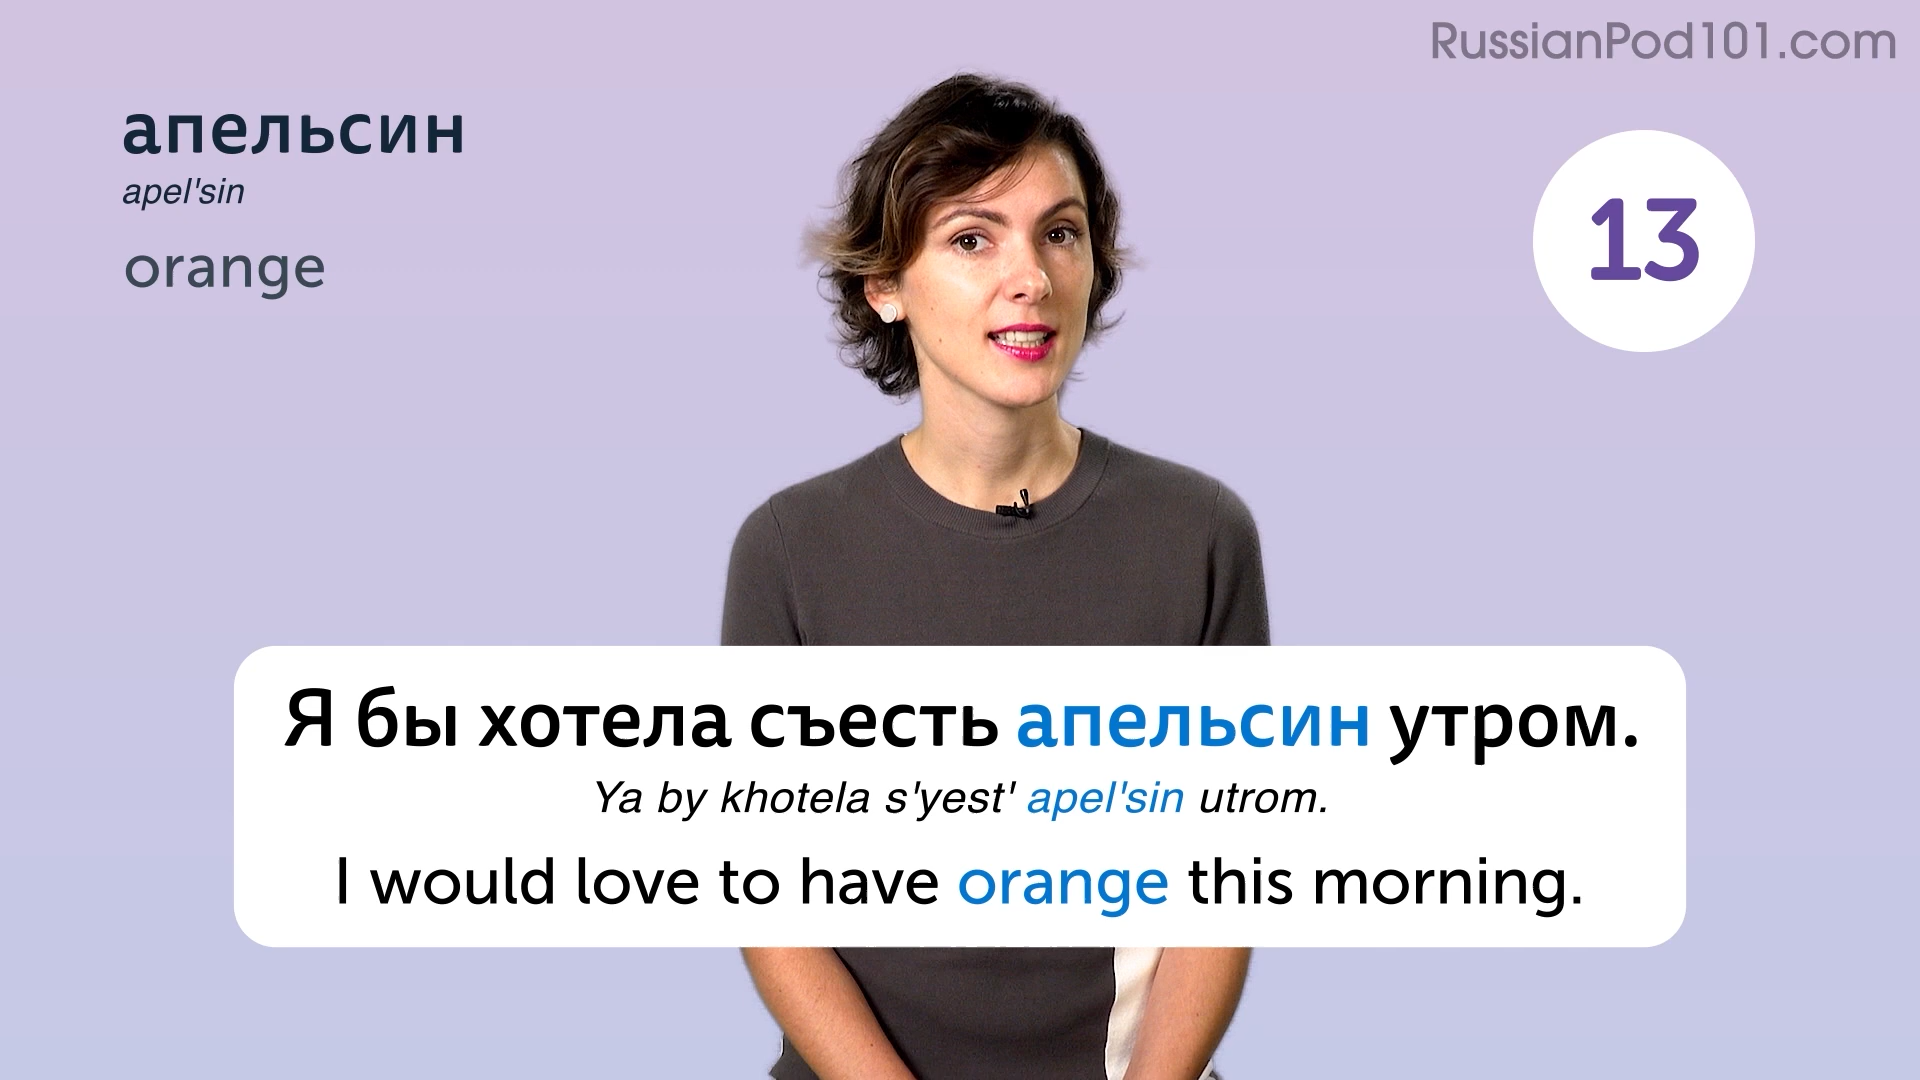 RussianPod101.com
апельсин
apel'sin
orange
13
Я бы хотела съесть апельсин утром.
Ya by khotela s'yest' apel'sin utrom.
I would love to have orange this morning.